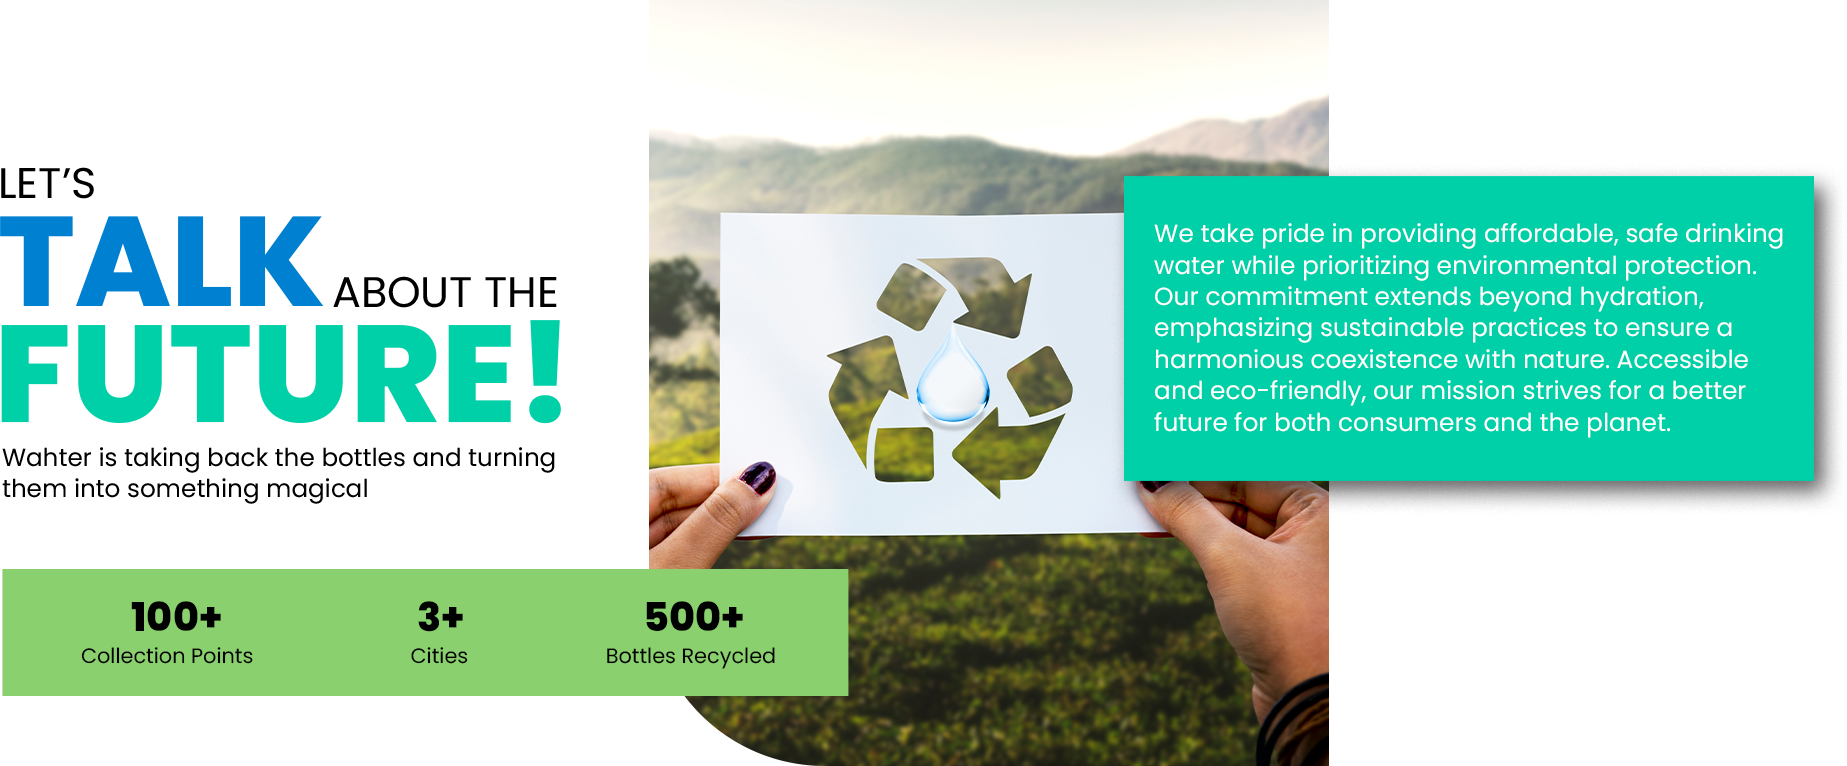 LET’S
TALK ABOUT THE
FUTURE!
Wahter is taking back the bottles and turning
them into something magical
100+
Collection Points
3+
Cities
500+
Bottles Recycled
We take pride in providing affordable, safe drinking
water while prioritizing environmental protection.
Our commitment extends beyond hydration,
emphasizing sustainable practices to ensure a
harmonious coexistence with nature. Accessible
and eco-friendly, our mission strives for a better
future for both consumers and the planet.